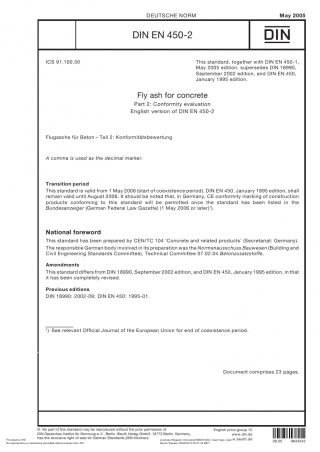 DEUTSCHE NORM
May 2005
DIN EN 450-2
DIN
ICS 91.100.30
This standard, together with DIN EN 450-1,
May 2005 edition, supersedes DIN 18990,
September 2002 edition, and DIN EN 450,
January 1995 edition.
Fly ash for concrete
Part 2: Conformity evaluation
English version of DIN EN 450-2
Flugasche für Beton – Teil 2: Konformitätsbewertung
A comma is used as the decimal marker.
Transition period
This standard is valid from 1 May 2006 (start of coexistence period). DIN EN 450, January 1995 edition, shall
remain valid until August 2006. It should be noted that, in Germany, CE conformity marking of construction
products conforming to this standard will be permitted once the standard has been listed in the
Bundesanzeiger (German Federal Law Gazette) (1 May 2006 or later)¹).
National foreword
This standard has been prepared by CEN/TC 104 'Concrete and related products' (Secretariat: Germany).
The responsible German body involved in its preparation was the Normenausschuss Bauwesen (Building and
Civil Engineering Standards Committee), Technical Committee 07.02.04 Betonzusatzstoffe.
Amendments
This standard differs from DIN 18990, September 2002 edition, and DIN EN 450, January 1995 edition, in that
it has been completely revised.
Previous editions
DIN 18990: 2002-09; DIN EN 450: 1995-01.
¹) See relevant Official Journal of the European Union for end of coexistence period.
Document comprises 23 pages.
© No part of this standard may be reproduced without the prior permission of
DIN Deutsches Institut für Normung e.V., Berlin. Beuth Verlag GmbH, 10772 Berlin, Germany,
has the exclusive right of sale for German Standards (DIN-Normen).
English price group 12
www.din.de
www.beuth.de